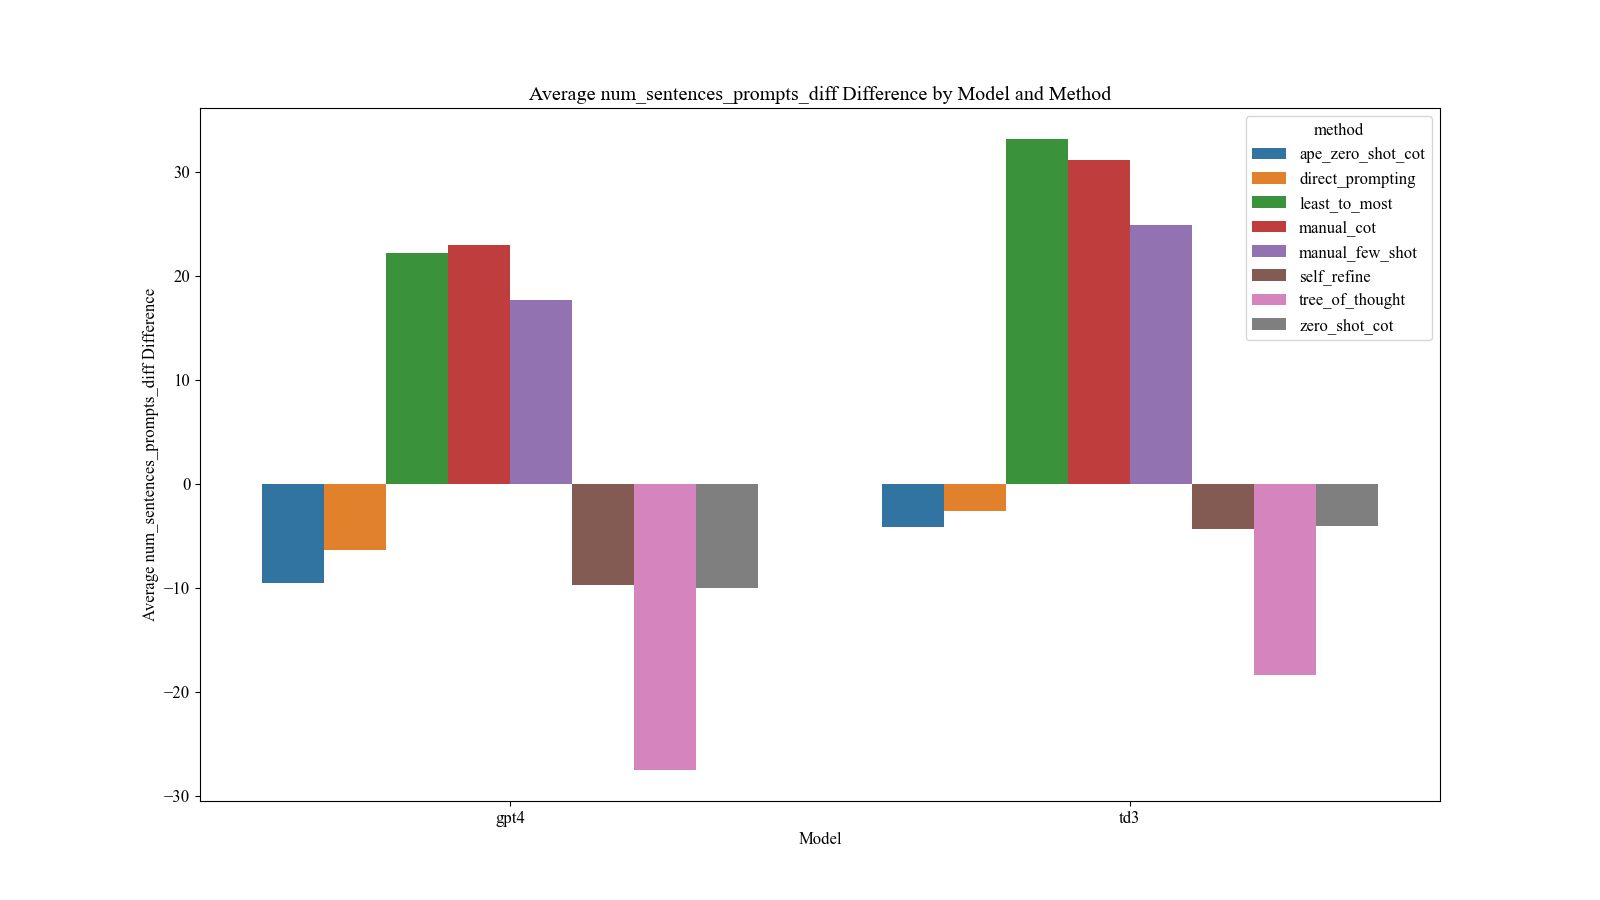 Average num_sentences_prompts_diff Difference by Model and Method
method
ape_zero_shot_cot
direct_prompting
least_to_most
manual_cot
manual_few_shot
self_refine
tree_of_thought
zero_shot_cot
Average num_sentences_prompts_diff Difference
30
20
10
0
−10
−20
−30
gpt4
td3
Model